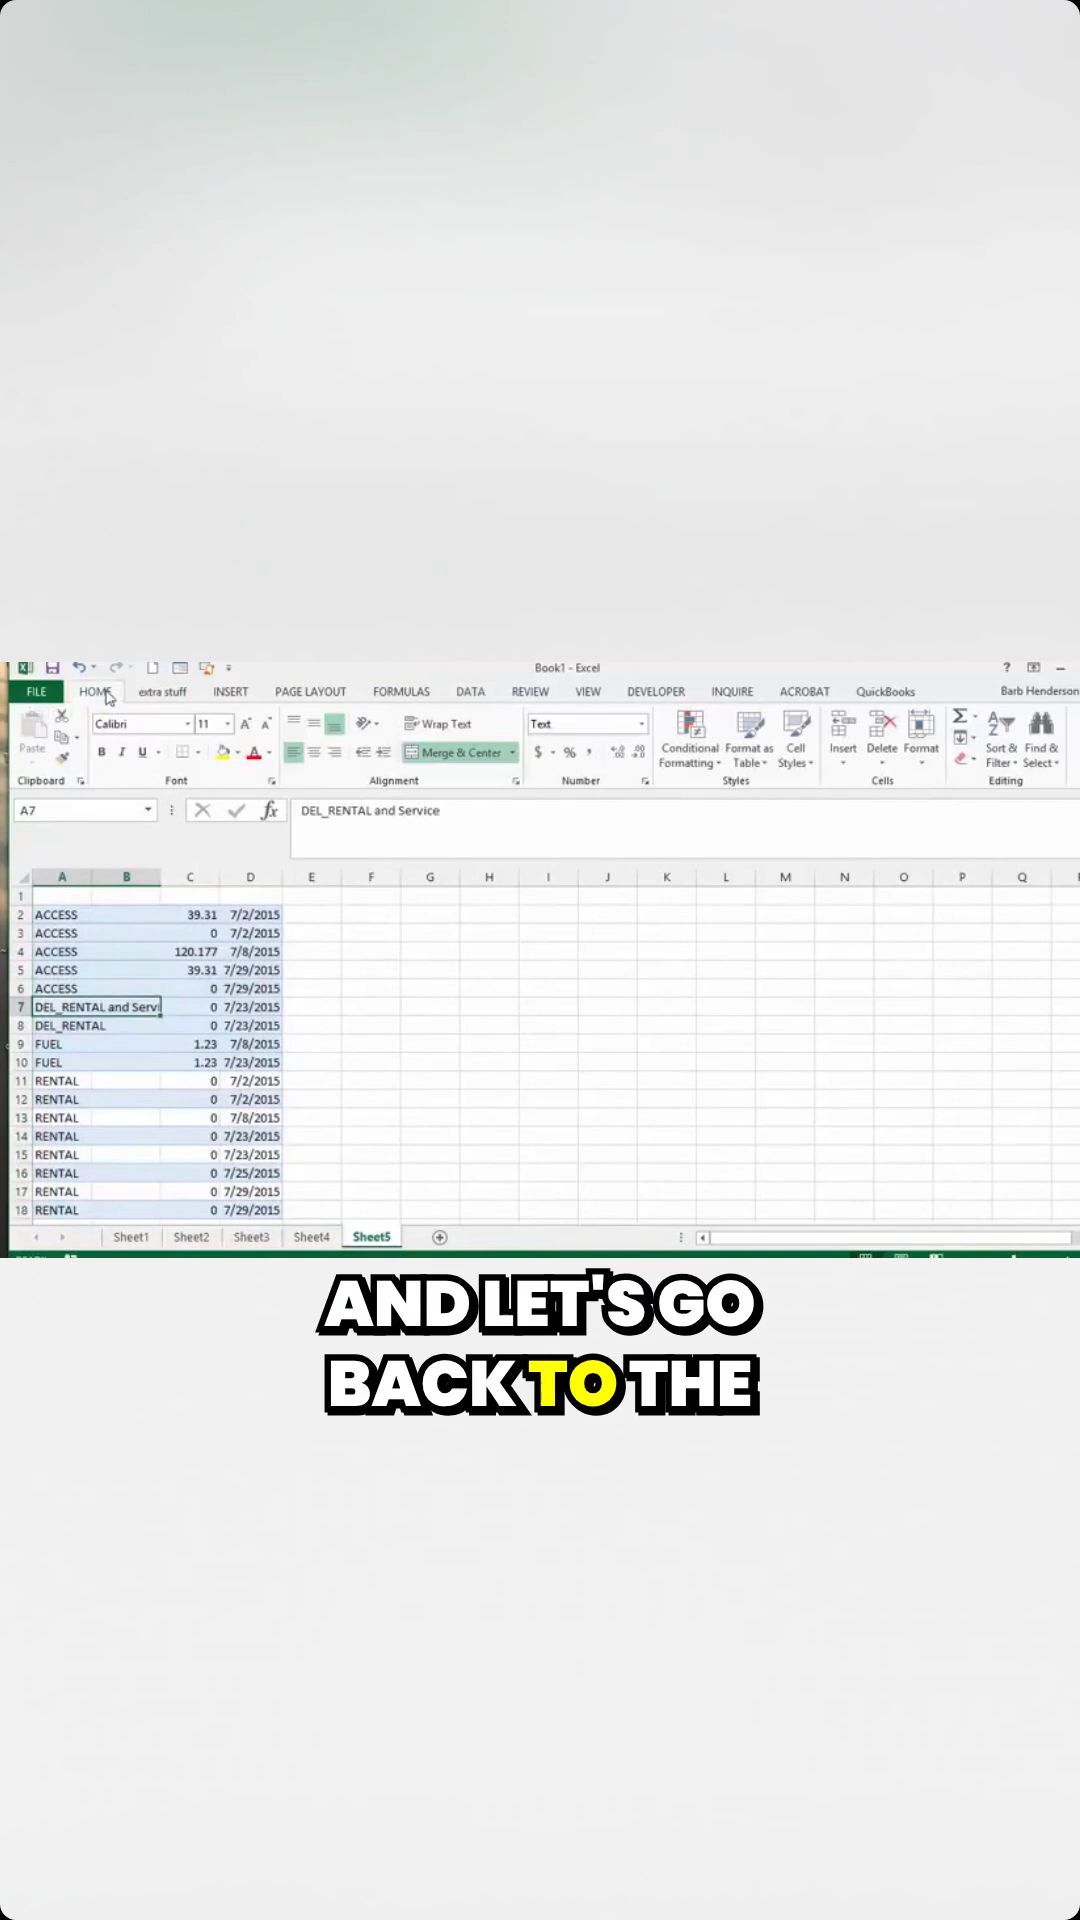 Book1 - Excel ?
FILE HOME extra stuff INSERT PAGE LAYOUT FORMULAS DATA REVIEW VIEW DEVELOPER INQUIRE ACROBAT QuickBooks Barb Henderson
Calibri 11 Wrap Text Text
Paste B I U A Merge & Center $ % , Conditional Formatting Format as Table Cell Styles Insert Delete Format Sort & Filter Find & Select
Clipboard Font Alignment Number Styles Cells Editing
A7 fx DEL_RENTAL and Service
A B C D E F G H I J K L M N O P Q
1
2 ACCESS 39.31 7/2/2015
3 ACCESS 0 7/2/2015
4 ACCESS 120.177 7/8/2015
5 ACCESS 39.31 7/29/2015
6 ACCESS 0 7/29/2015
7 DEL_RENTAL and Servi 0 7/23/2015
8 DEL_RENTAL 0 7/23/2015
9 FUEL 1.23 7/8/2015
10 FUEL 1.23 7/23/2015
11 RENTAL 0 7/2/2015
12 RENTAL 0 7/2/2015
13 RENTAL 0 7/8/2015
14 RENTAL 0 7/23/2015
15 RENTAL 0 7/23/2015
16 RENTAL 0 7/25/2015
17 RENTAL 0 7/29/2015
18 RENTAL 0 7/29/2015
Sheet1 Sheet2 Sheet3 Sheet4 Sheet5
AND LET'S GO
BACK TO THE